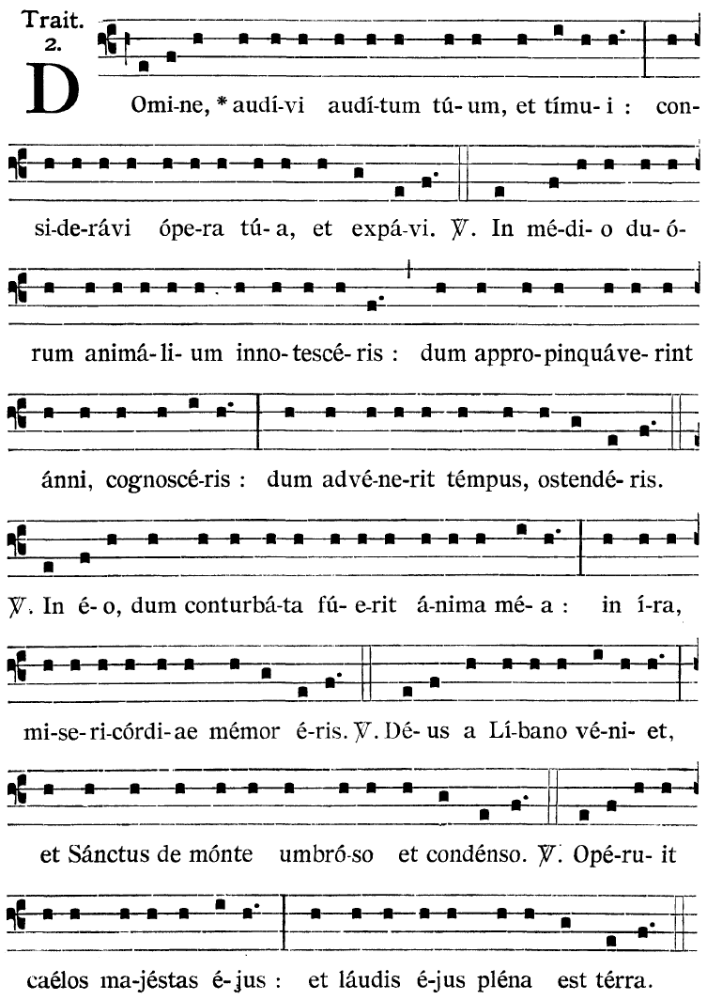 Trait.
2.
DOmi-ne, * audí-vi audí-tum tú-um, et tímu-i : con-
si-de-rávi ópe-ra tú-a, et expá-vi. ℣. In mé-di-o du-ó-
rum animá-li-um inno-tescé-ris : dum appro-pinquáve-rint
ánni, cognoscé-ris : dum advé-ne-rit témpus, ostendé-ris.
℣. In é-o, dum conturbá-ta fú-e-rit á-nima mé-a : in í-ra,
mi-se-ri-córdi-ae mémor é-ris. ℣. Dé-us a Lí-bano vé-ni-et,
et Sánctus de mónte umbró-so et condénso. ℣. Opé-ru-it
caélos ma-jéstas é-jus : et láudis é-jus pléna est térra.